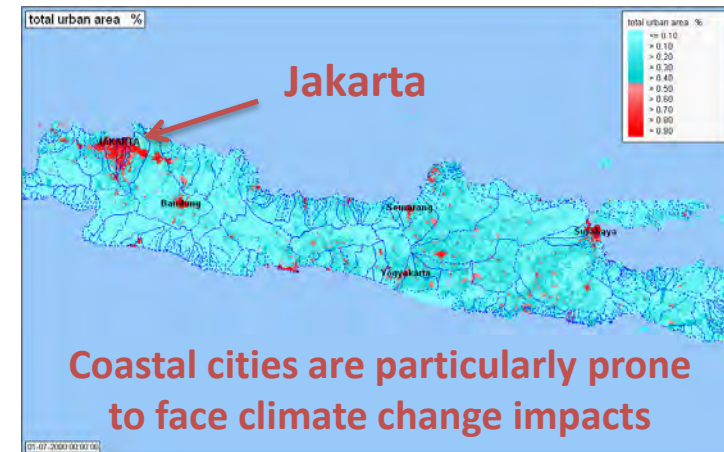 total urban area %
total urban area %
<= 0.10
> 0.10
> 0.20
> 0.30
> 0.40
> 0.50
> 0.60
> 0.70
> 0.80
> 0.90
Jakarta
JAKARTA
Bandung
Semarang
Surabaya
Yogyakarta
Coastal cities are particularly prone
to face climate change impacts
01-07-2000 00:00:00